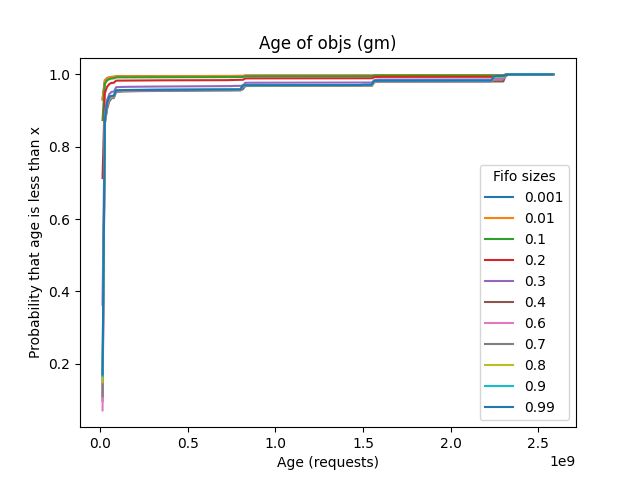 Age of objs (gm)
Probability that age is less than x
1.0
0.8
0.6
0.4
0.2
Fifo sizes
0.001
0.01
0.1
0.2
0.3
0.4
0.6
0.7
0.8
0.9
0.99
0.0 0.5 1.0 1.5 2.0 2.5
1e9
Age (requests)